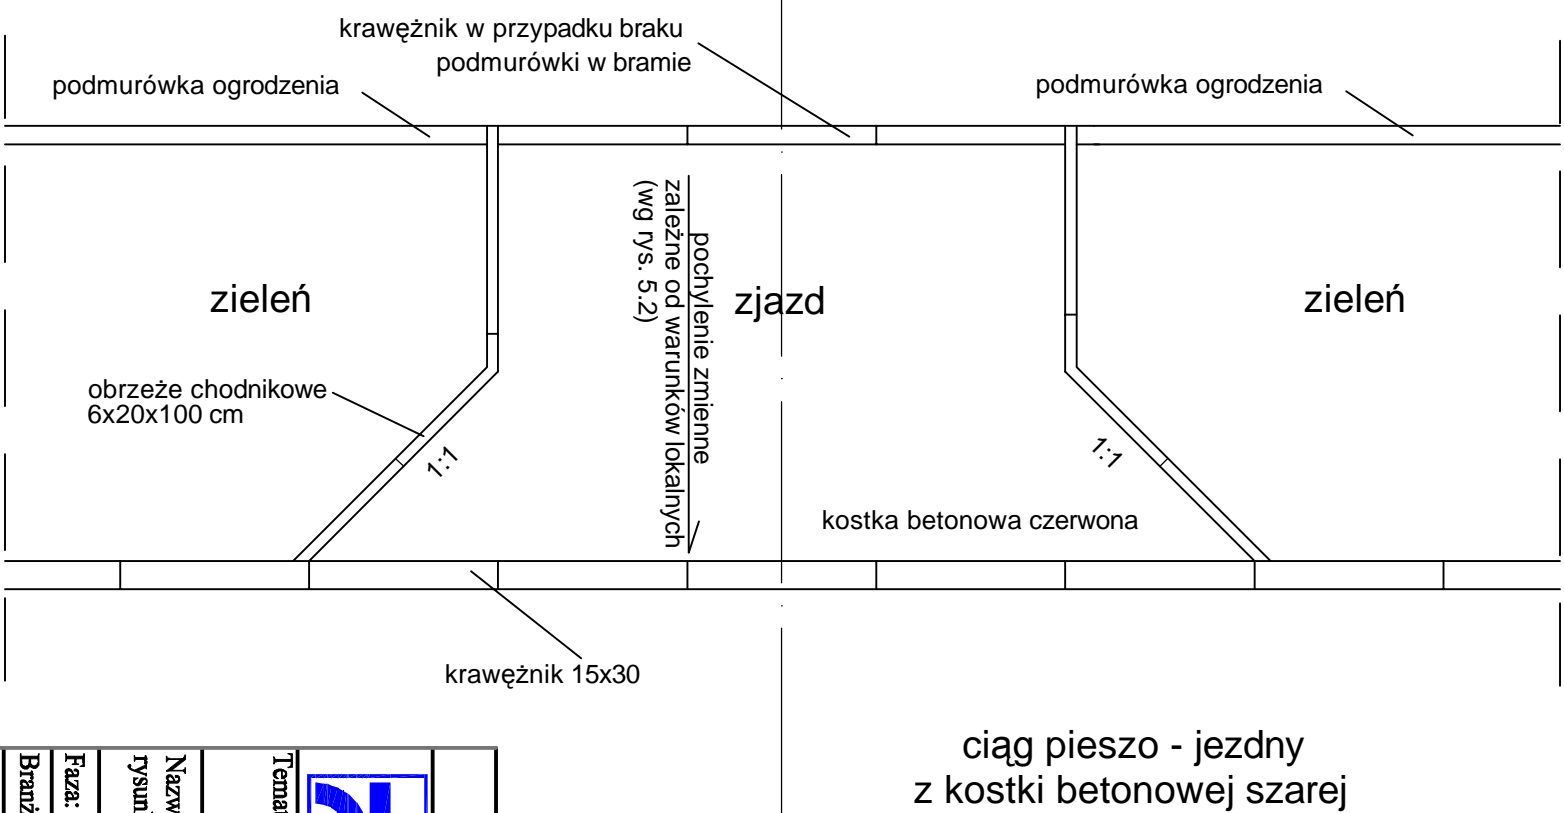 krawężnik w przypadku braku
podmurówki w bramie
podmurówka ogrodzenia
podmurówka ogrodzenia
pochylenie zmienne
zależne od warunków lokalnych
(wg rys. 5.2)
zieleń
zjazd
zieleń
obrzeże chodnikowe
6x20x100 cm
1:1
1:1
kostka betonowa czerwona
krawężnik 15x30
ciąg pieszo - jezdny
z kostki betonowej szarej
Faza: